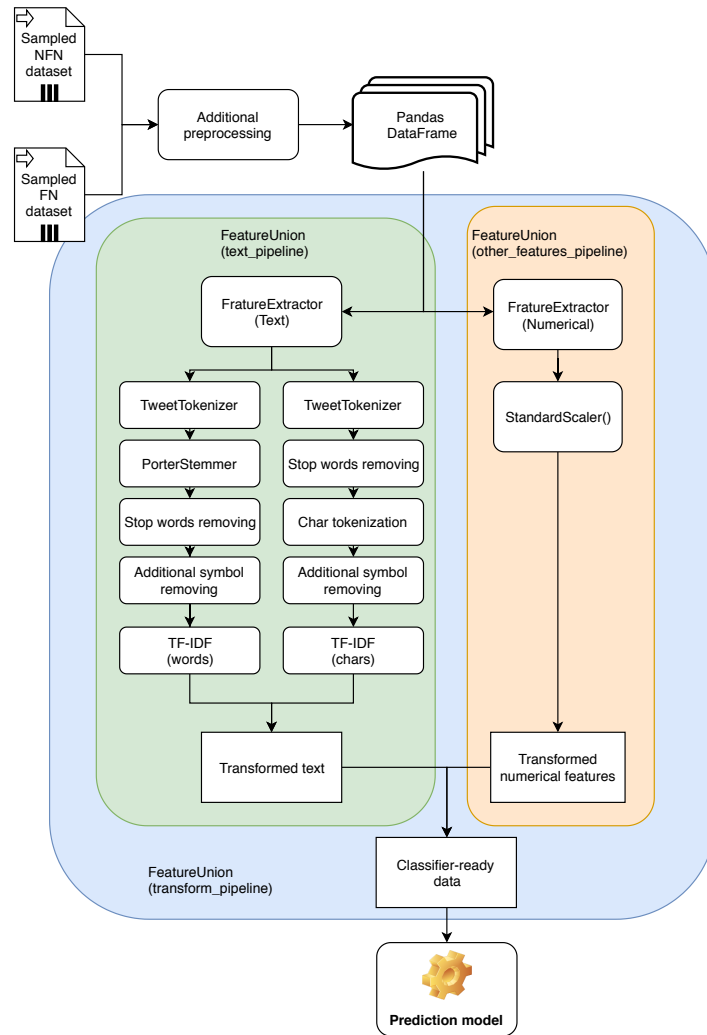 Sampled
NFN
dataset
Additional
preprocessing
Pandas
DataFrame
Sampled
FN
dataset
FeatureUnion
(text_pipeline)
FeatureUnion
(other_features_pipeline)
FratureExtractor
(Text)
FratureExtractor
(Numerical)
TweetTokenizer
TweetTokenizer
StandardScaler()
PorterStemmer
Stop words removing
Stop words removing
Char tokenization
Additional symbol
removing
Additional symbol
removing
TF-IDF
(words)
TF-IDF
(chars)
Transformed text
Transformed
numerical features
FeatureUnion
(transform_pipeline)
Classifier-ready
data
Prediction model